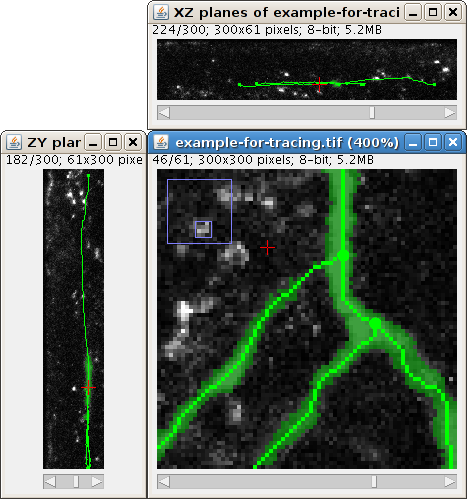 XZ planes of example-for-traci
224/300; 300x61 pixels; 8-bit; 5.2MB
ZY plar
182/300; 61x300 pixe
example-for-tracing.tif (400%)
46/61; 300x300 pixels; 8-bit; 5.2MB